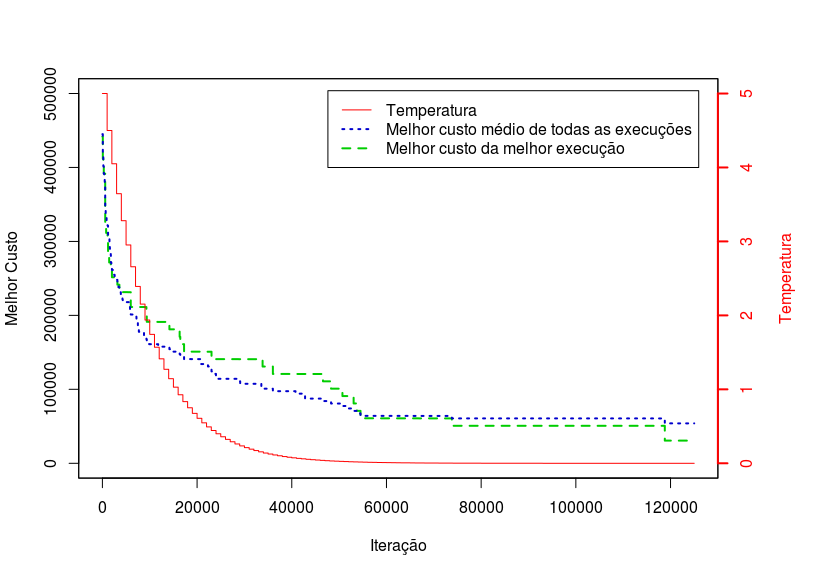 Temperatura
Melhor custo médio de todas as execuções
Melhor custo da melhor execução
Melhor Custo
500000
400000
300000
200000
100000
0
5
4
3
2
1
0
Temperatura
0 20000 40000 60000 80000 100000 120000
Iteração